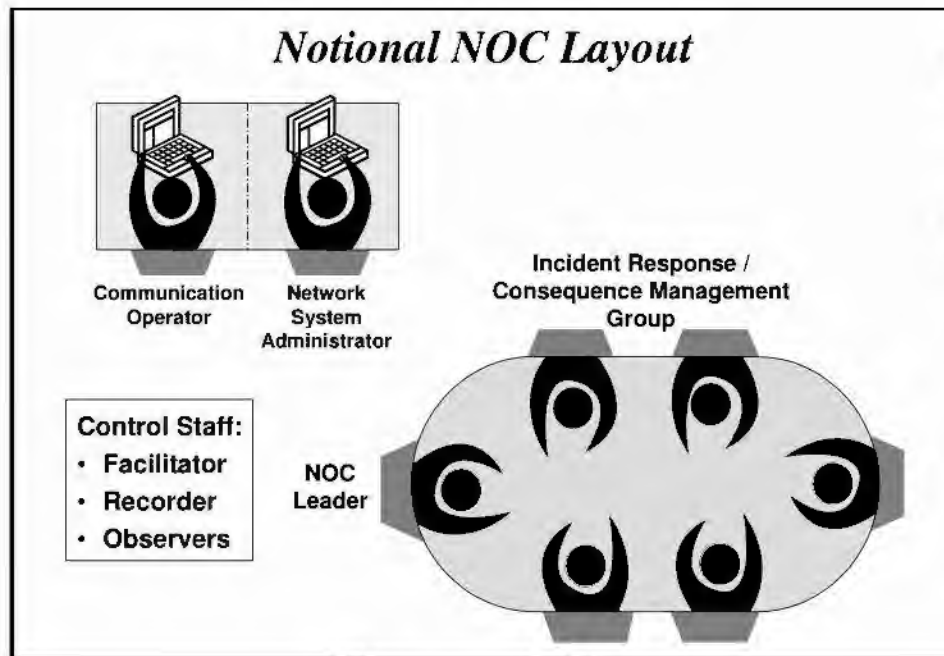 Notional NOC Layout
Communication
Operator
Network
System
Administrator
Incident Response /
Consequence Management
Group
Control Staff:
• Facilitator
• Recorder
• Observers
NOC
Leader